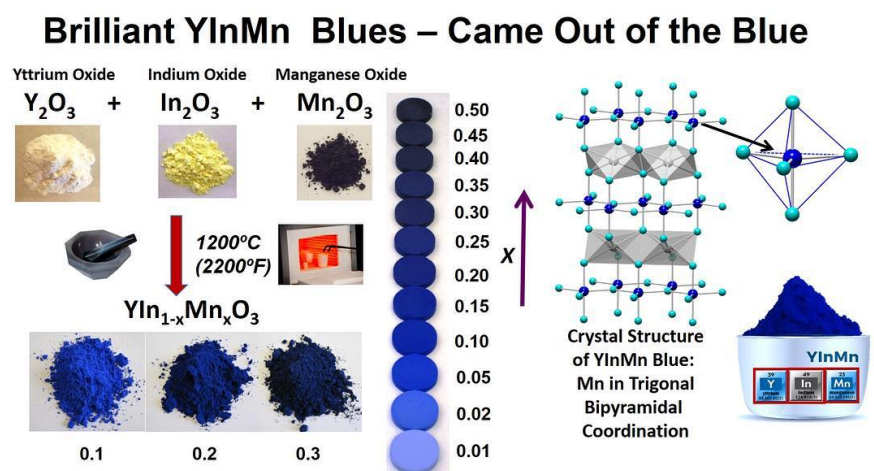 Brilliant YInMn Blues – Came Out of the Blue
Yttrium Oxide Indium Oxide Manganese Oxide
Y₂O₃ + In₂O₃ + Mn₂O₃
1200ºC
(2200ºF)
YIn₁₋ₓMnₓO₃
0.1 0.2 0.3
0.50
0.45
0.40
0.35
0.30
0.25
0.20
0.15
0.10
0.05
0.02
0.01
X
Crystal Structure
of YInMn Blue:
Mn in Trigonal
Bipyramidal
Coordination
YInMn
39 49 25
Y In Mn